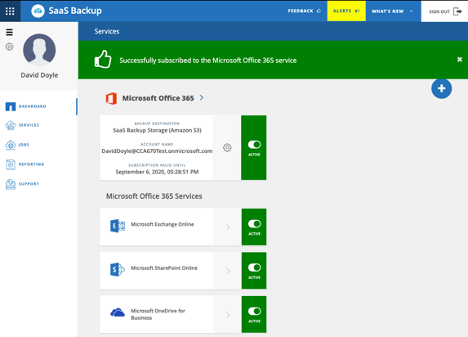 SaaS Backup
FEEDBACK
ALERTS
WHAT'S NEW
SIGN OUT
David Doyle
DASHBOARD
SERVICES
JOBS
REPORTING
SUPPORT
Services
Successfully subscribed to the Microsoft Office 365 service
Microsoft Office 365
BACKUP DESTINATION
SaaS Backup Storage (Amazon S3)
ACCOUNT NAME
DavidDoyle@CCA670Test.onmicrosoft.com
SUBSCRIPTION VALID UNTIL
September 6, 2020, 05:28:51 PM
ACTIVE
Microsoft Office 365 Services
Microsoft Exchange Online
ACTIVE
Microsoft SharePoint Online
ACTIVE
Microsoft OneDrive for
Business
ACTIVE